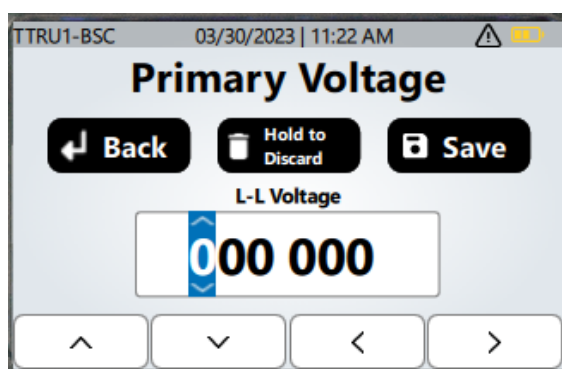 TTRU1-BSC 03/30/2023 | 11:22 AM
Primary Voltage
Back
Hold to
Discard
Save
L-L Voltage
000 000